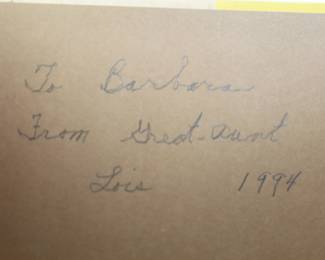 To Barbara
From Great-Aunt
Lois 1994